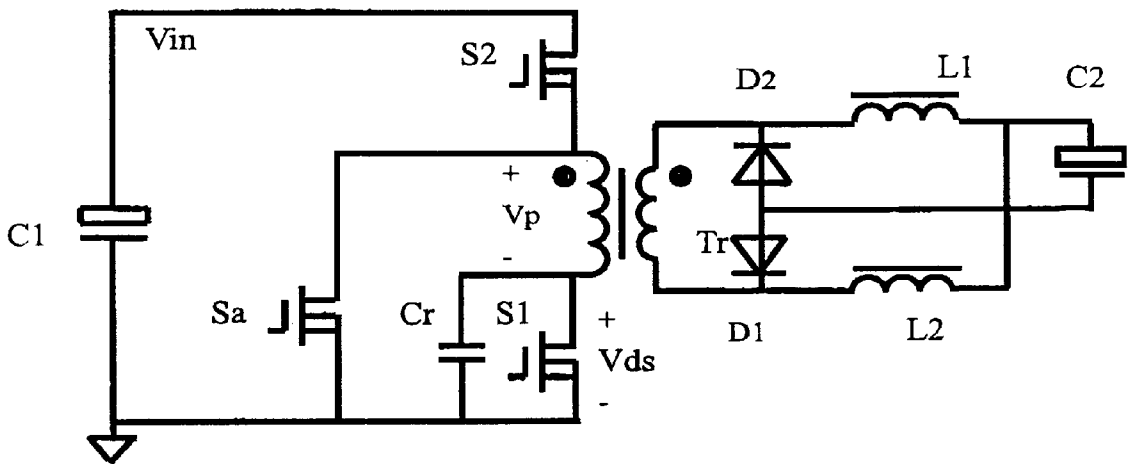 Vin
S2
D2
L1
C2
+
Vp
-
C1
Tr
Sa
Cr
S1
+
Vds
-
D1
L2